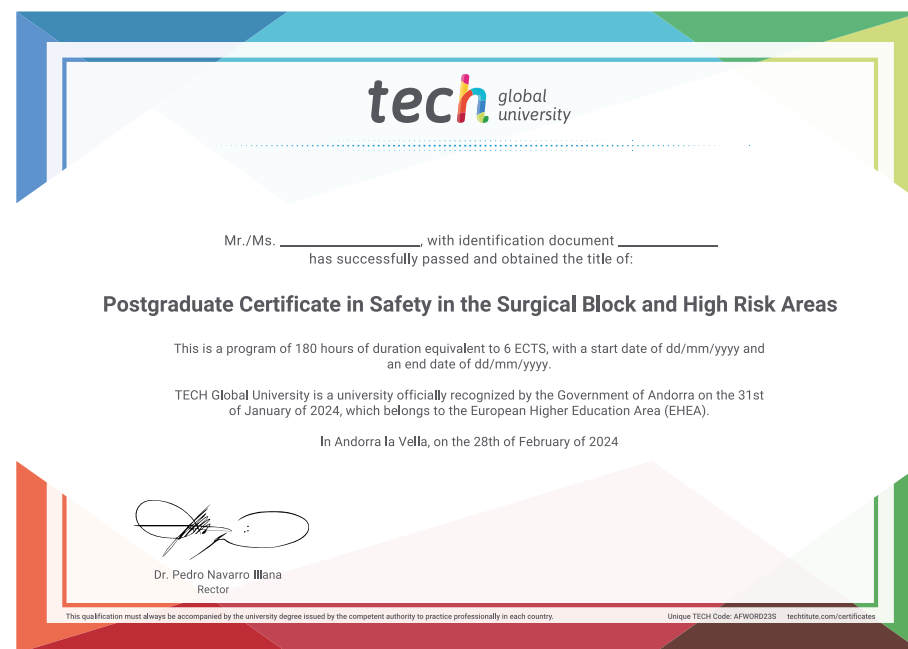 tech global university
Mr./Ms. ____________, with identification document ____________
has successfully passed and obtained the title of:
Postgraduate Certificate in Safety in the Surgical Block and High Risk Areas
This is a program of 180 hours of duration equivalent to 6 ECTS, with a start date of dd/mm/yyyy and
an end date of dd/mm/yyyy.
TECH Global University is a university officially recognized by the Government of Andorra on the 31st
of January of 2024, which belongs to the European Higher Education Area (EHEA).
In Andorra la Vella, on the 28th of February of 2024
Dr. Pedro Navarro Illana
Rector
This qualification must always be accompanied by the university degree issued by the competent authority to practice professionally in each country. Unique TECH Code: AFWORD23S techtitute.com/certificates